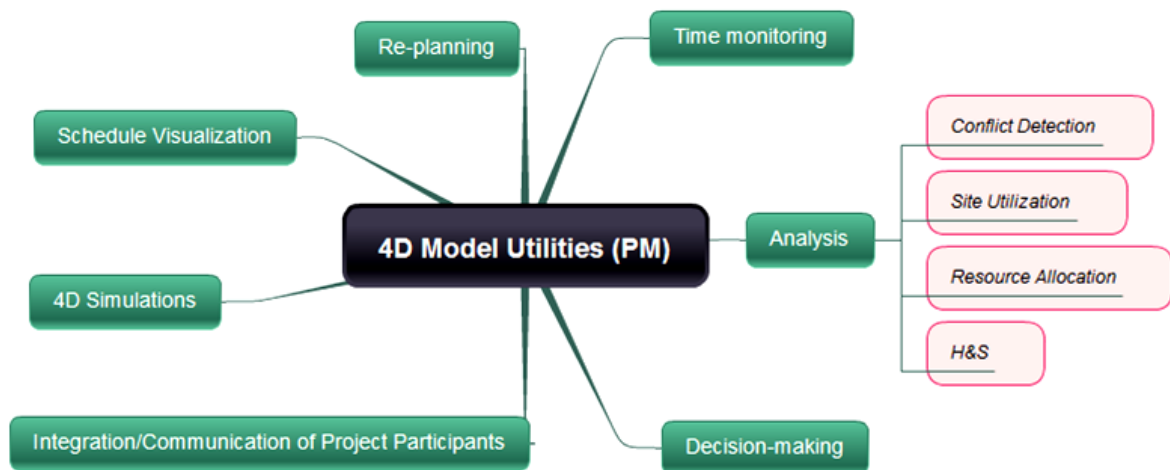 Re-planning
Time monitoring
Schedule Visualization
Conflict Detection
Site Utilization
4D Model Utilities (PM)
Analysis
4D Simulations
Resource Allocation
H&S
Integration/Communication of Project Participants
Decision-making